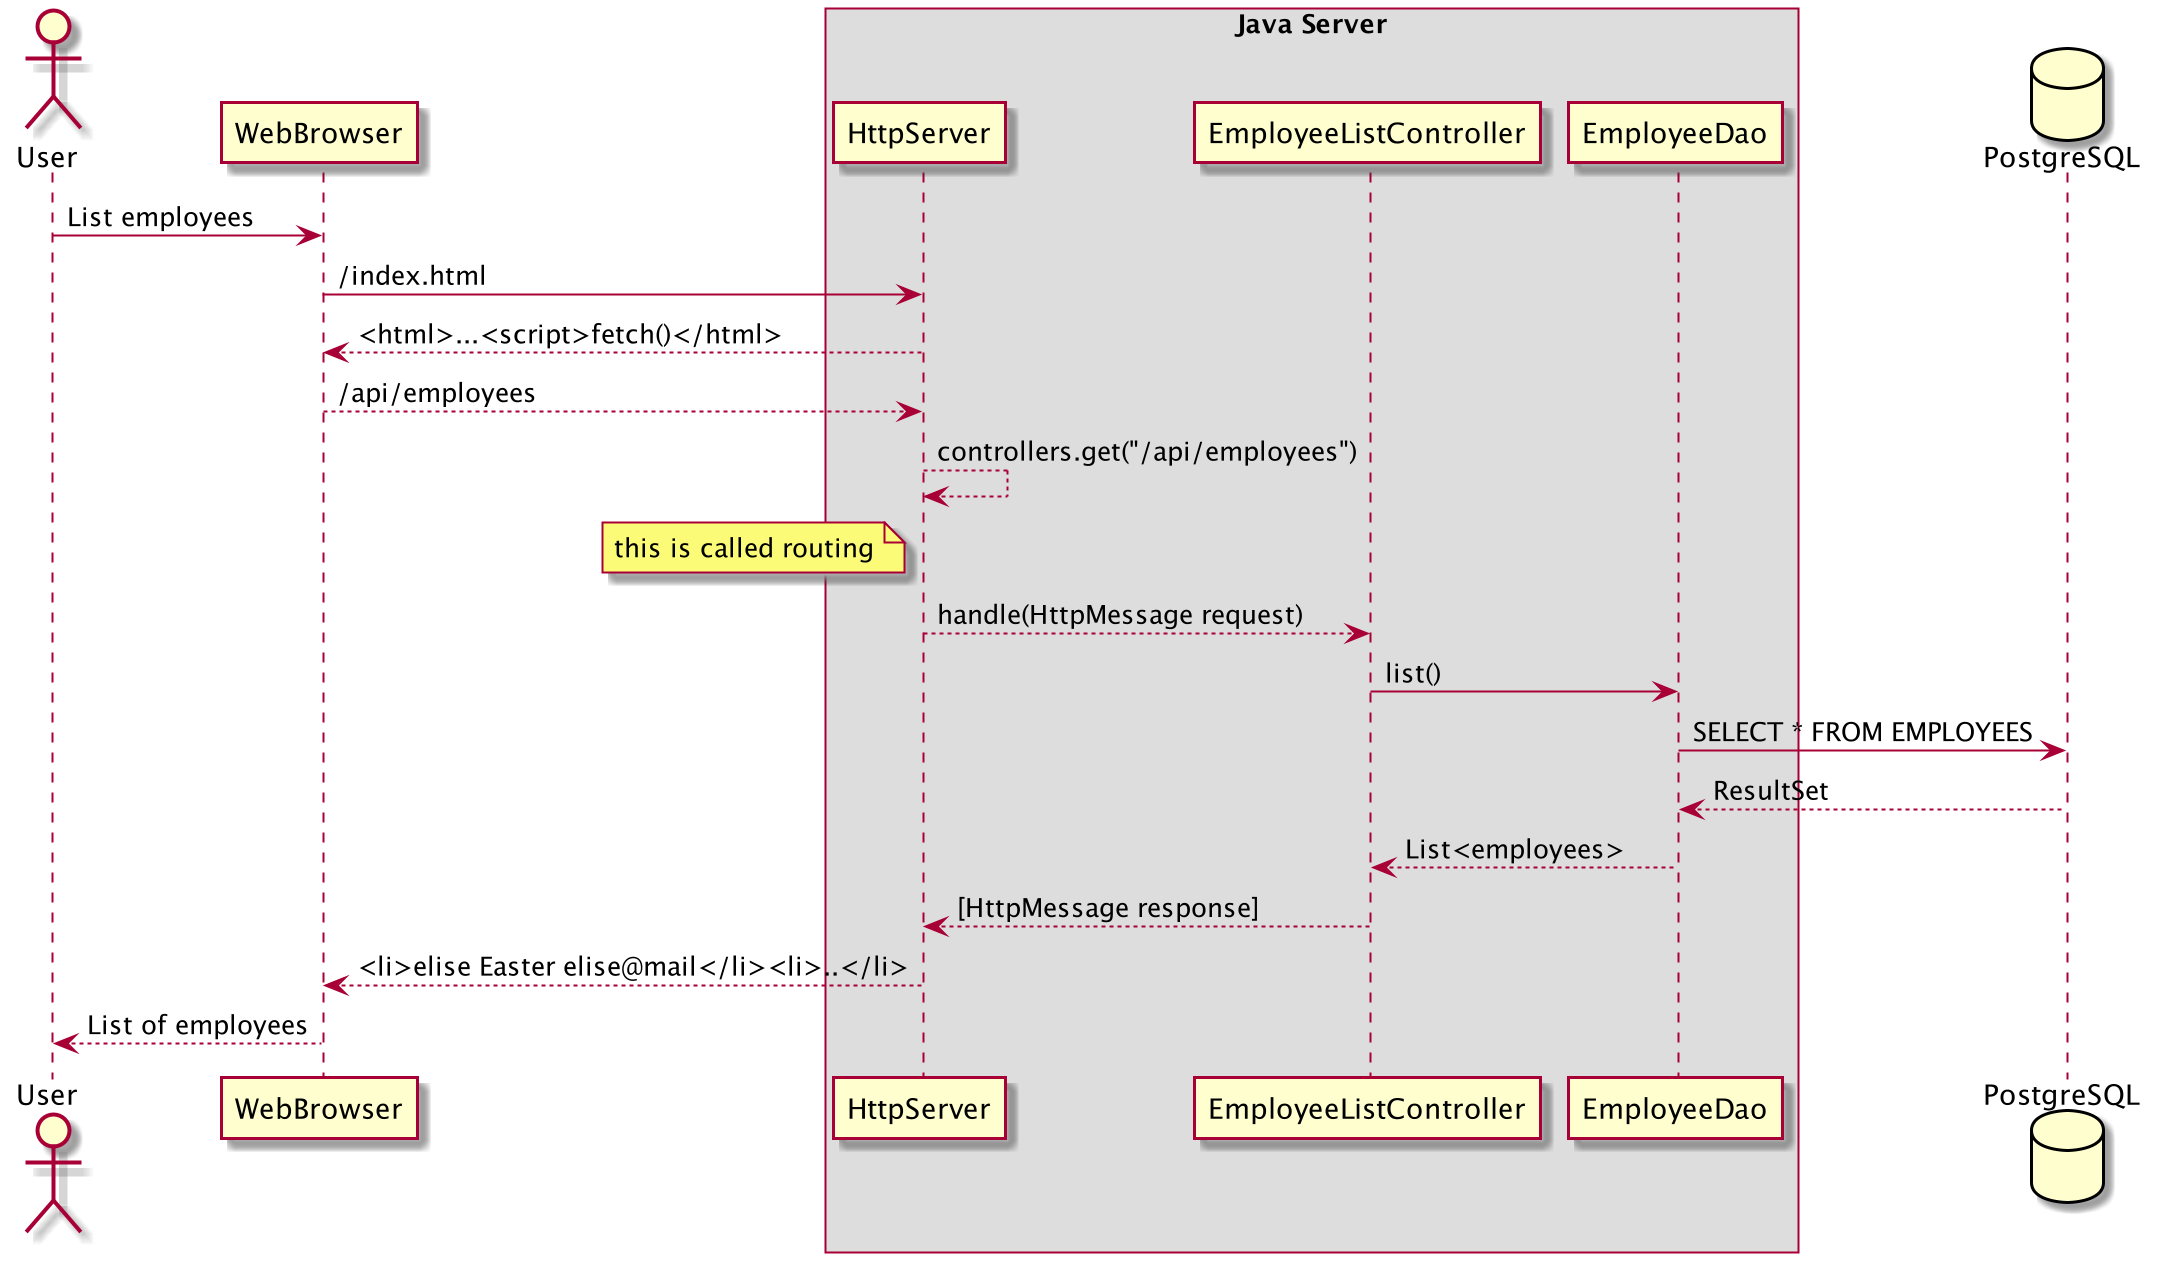 Java Server
User
WebBrowser
HttpServer
EmployeeListController
EmployeeDao
PostgreSQL
List employees
/index.html
<html>...<script>fetch()</html>
/api/employees
controllers.get("/api/employees")
this is called routing
handle(HttpMessage request)
list()
SELECT * FROM EMPLOYEES
ResultSet
List<employees>
[HttpMessage response]
<li>elise Easter elise@mail</li><li>..</li>
List of employees
User
WebBrowser
HttpServer
EmployeeListController
EmployeeDao
PostgreSQL